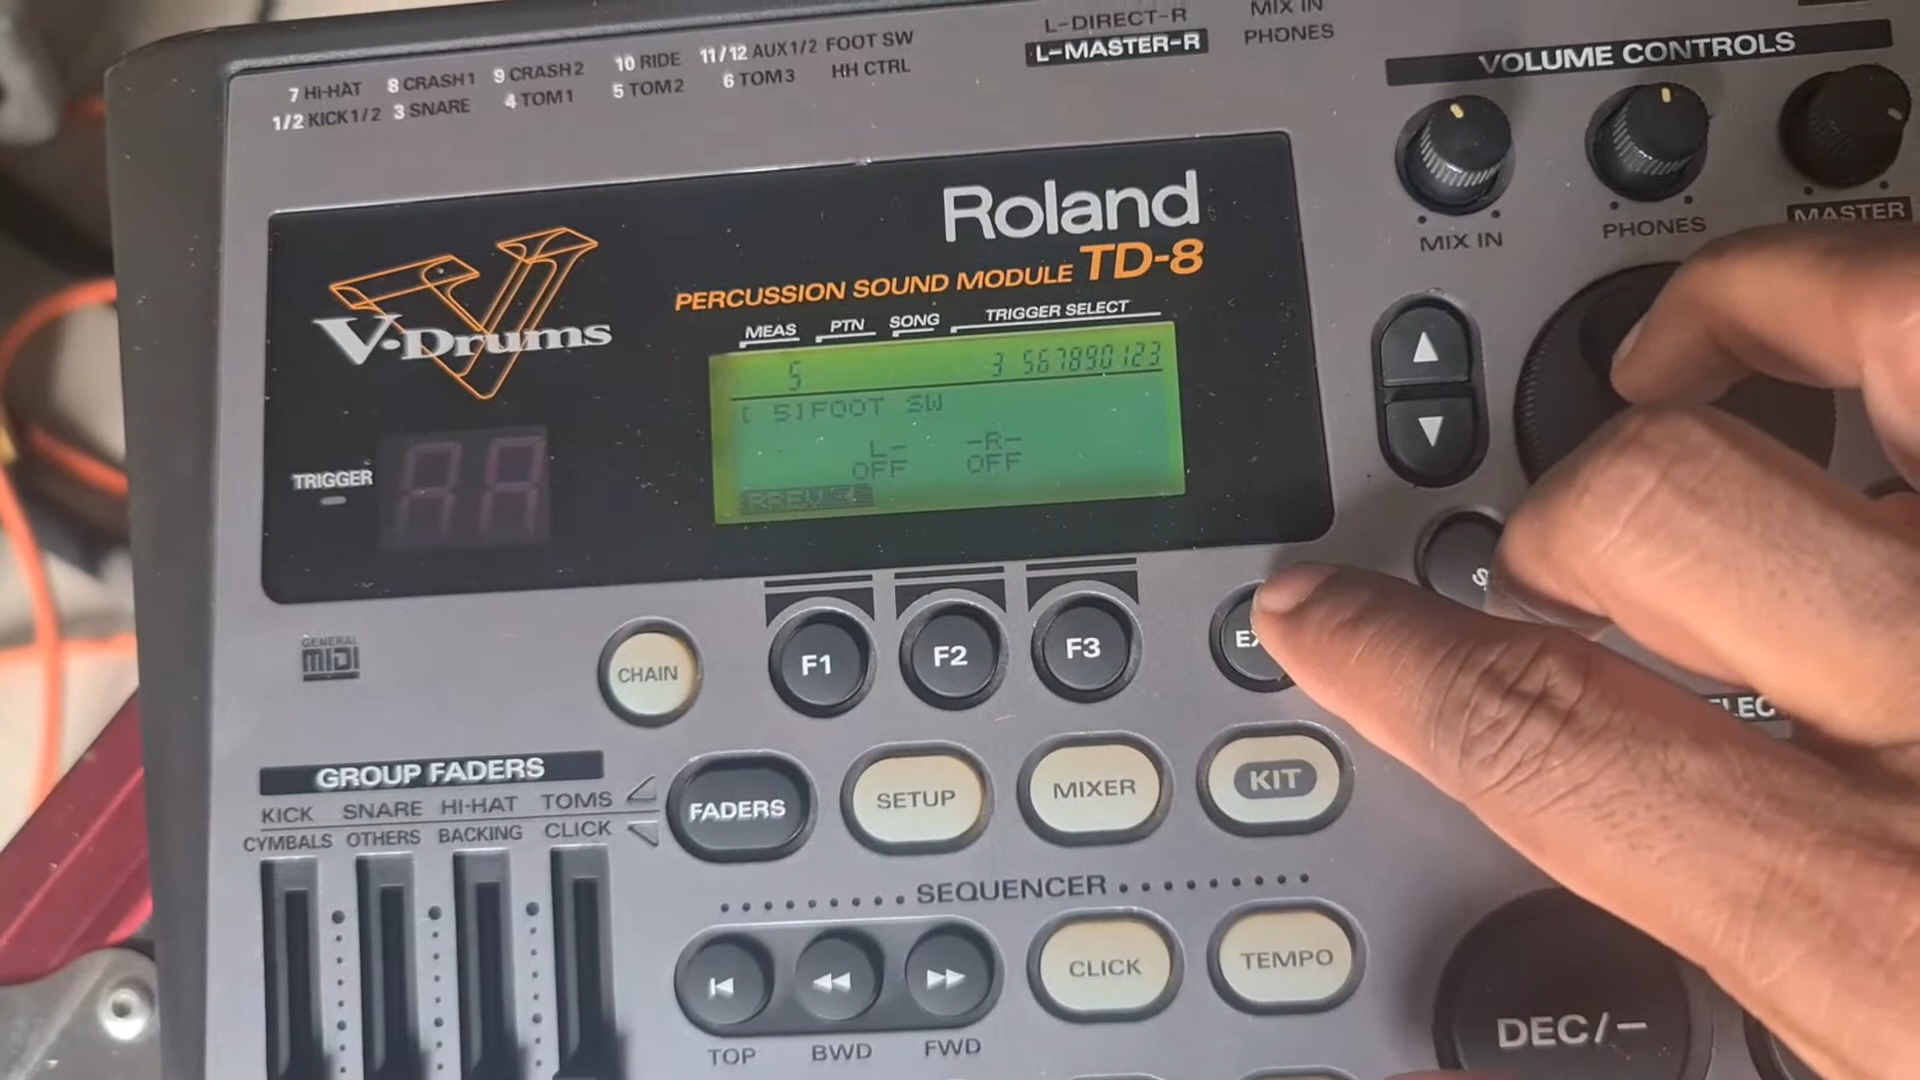 L-DIRECT-R
L-MASTER-R
MIX IN
PHONES
7 HI-HAT 8 CRASH1 9 CRASH2 10 RIDE 11/12 AUX1/2 FOOT SW
1/2 KICK1/2 3 SNARE 4 TOM1 5 TOM2 6 TOM3 HH CTRL
VOLUME CONTROLS
MIX IN PHONES MASTER
Roland
PERCUSSION SOUND MODULE TD-8
V-Drums
MEAS PTN SONG TRIGGER SELECT
5 3 567890123
[ 5]FOOT SW
L- -R-
OFF OFF
TRIGGER
GENERAL
MIDI
CHAIN F1 F2 F3
GROUP FADERS
KICK SNARE HI-HAT TOMS
CYMBALS OTHERS BACKING CLICK
FADERS SETUP MIXER KIT
SEQUENCER
CLICK TEMPO
TOP BWD FWD
DEC/−